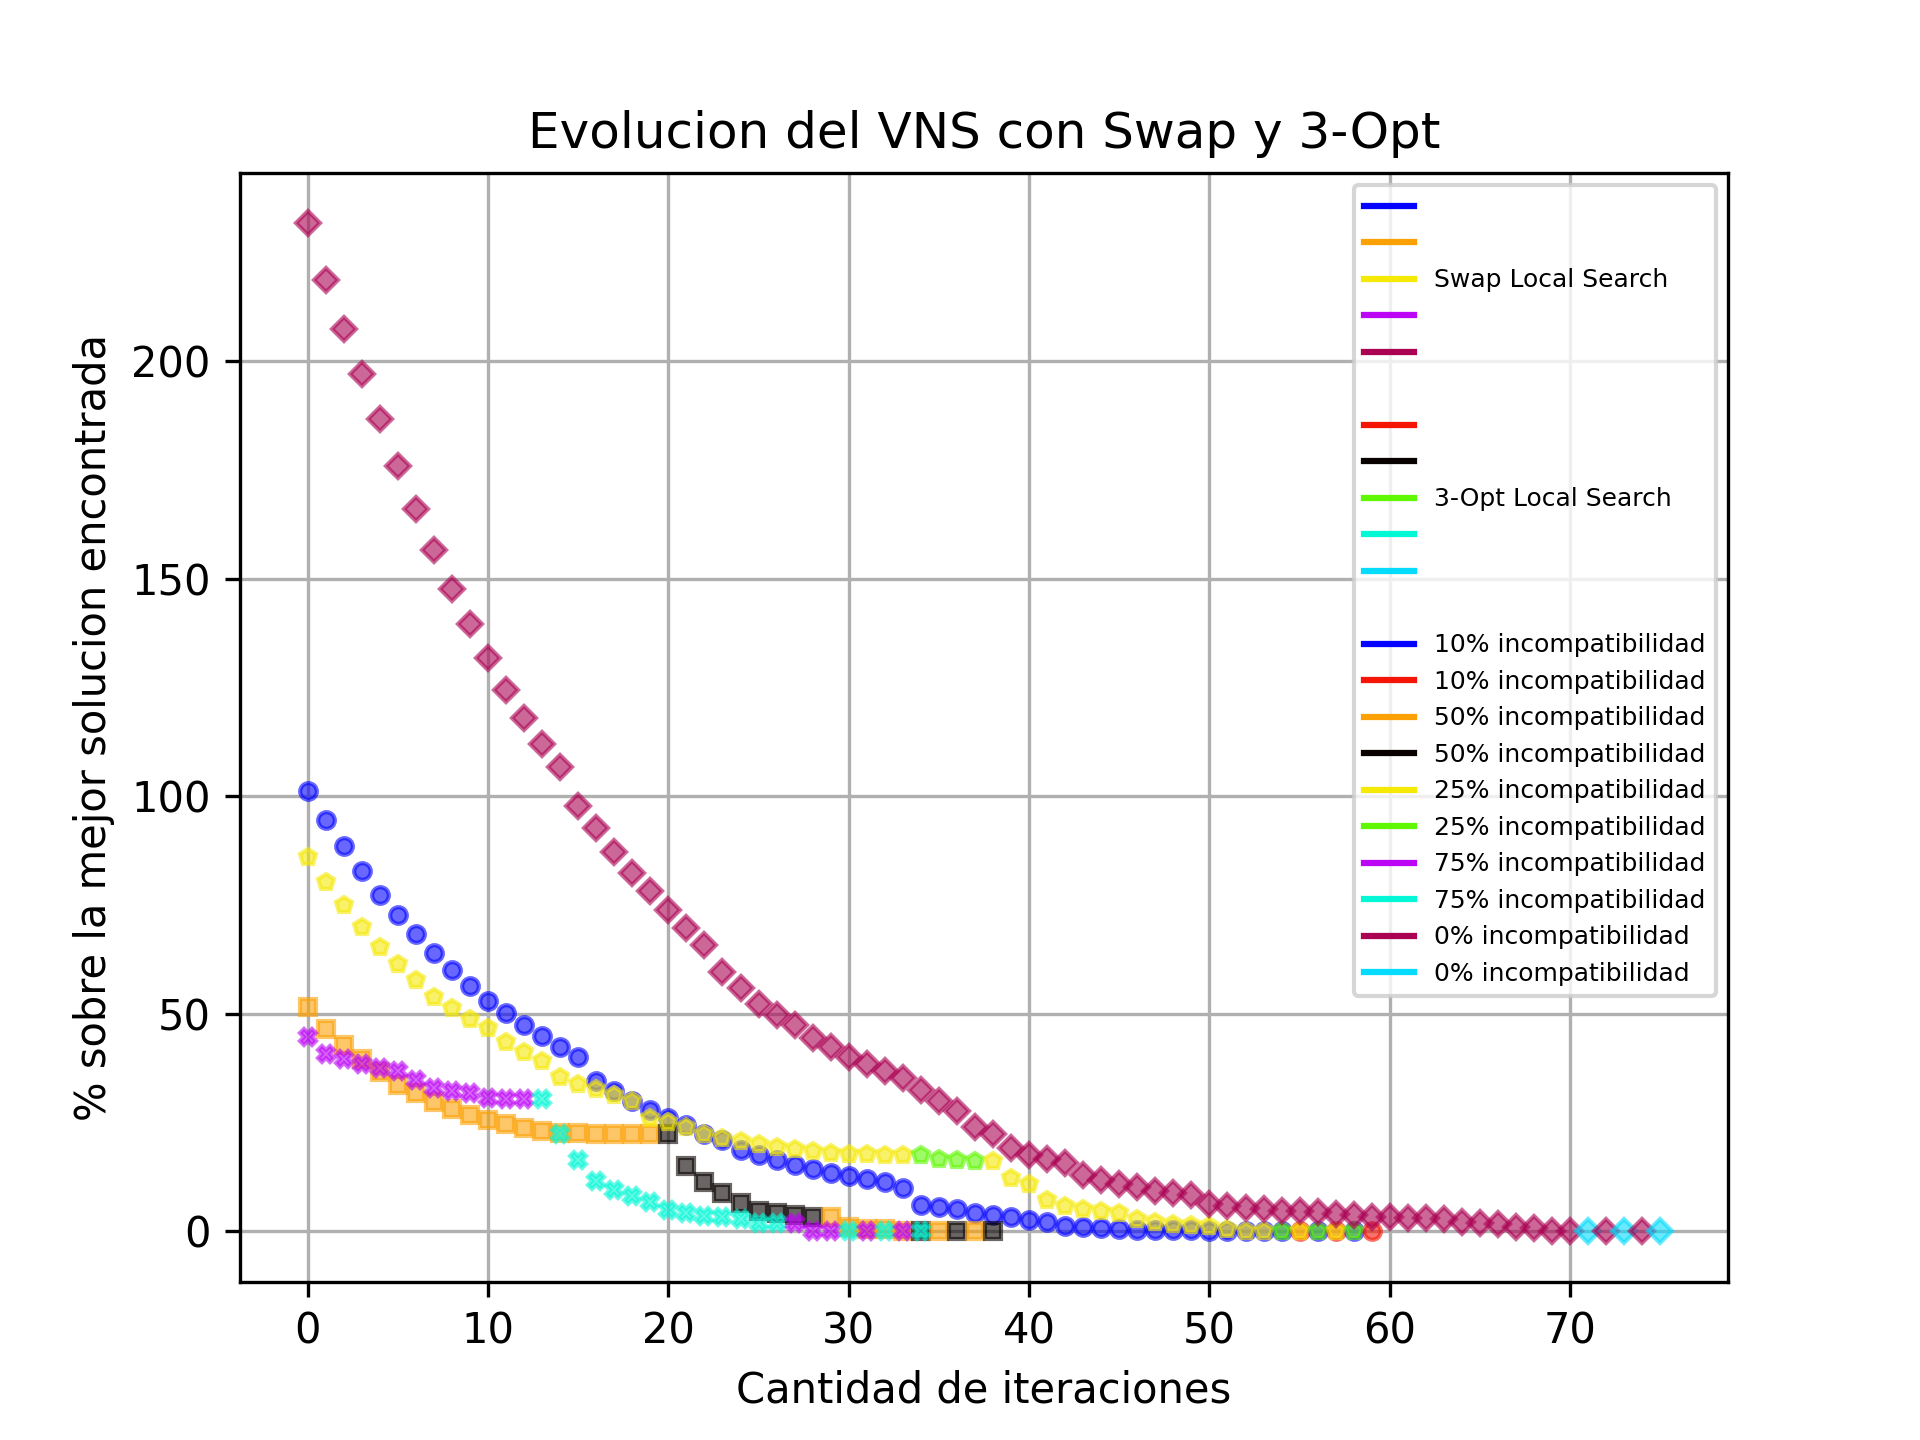 Evolucion del VNS con Swap y 3-Opt
% sobre la mejor solucion encontrada
200
150
100
50
0
Swap Local Search
3-Opt Local Search
10% incompatibilidad
10% incompatibilidad
50% incompatibilidad
50% incompatibilidad
25% incompatibilidad
25% incompatibilidad
75% incompatibilidad
75% incompatibilidad
0% incompatibilidad
0% incompatibilidad
0 10 20 30 40 50 60 70
Cantidad de iteraciones